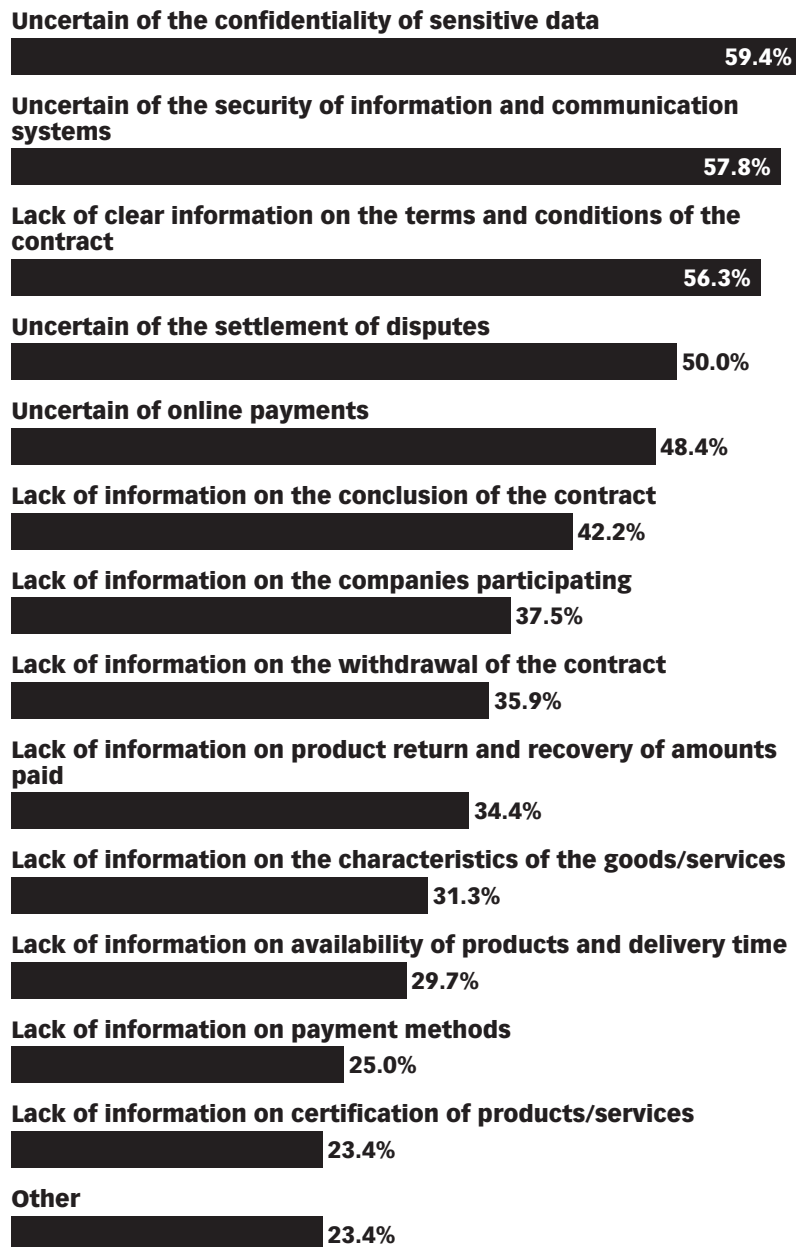 Uncertain of the confidentiality of sensitive data
59.4%
Uncertain of the security of information and communication
systems
57.8%
Lack of clear information on the terms and conditions of the
contract
56.3%
Uncertain of the settlement of disputes
50.0%
Uncertain of online payments
48.4%
Lack of information on the conclusion of the contract
42.2%
Lack of information on the companies participating
37.5%
Lack of information on the withdrawal of the contract
35.9%
Lack of information on product return and recovery of amounts
paid
34.4%
Lack of information on the characteristics of the goods/services
31.3%
Lack of information on availability of products and delivery time
29.7%
Lack of information on payment methods
25.0%
Lack of information on certification of products/services
23.4%
Other
23.4%